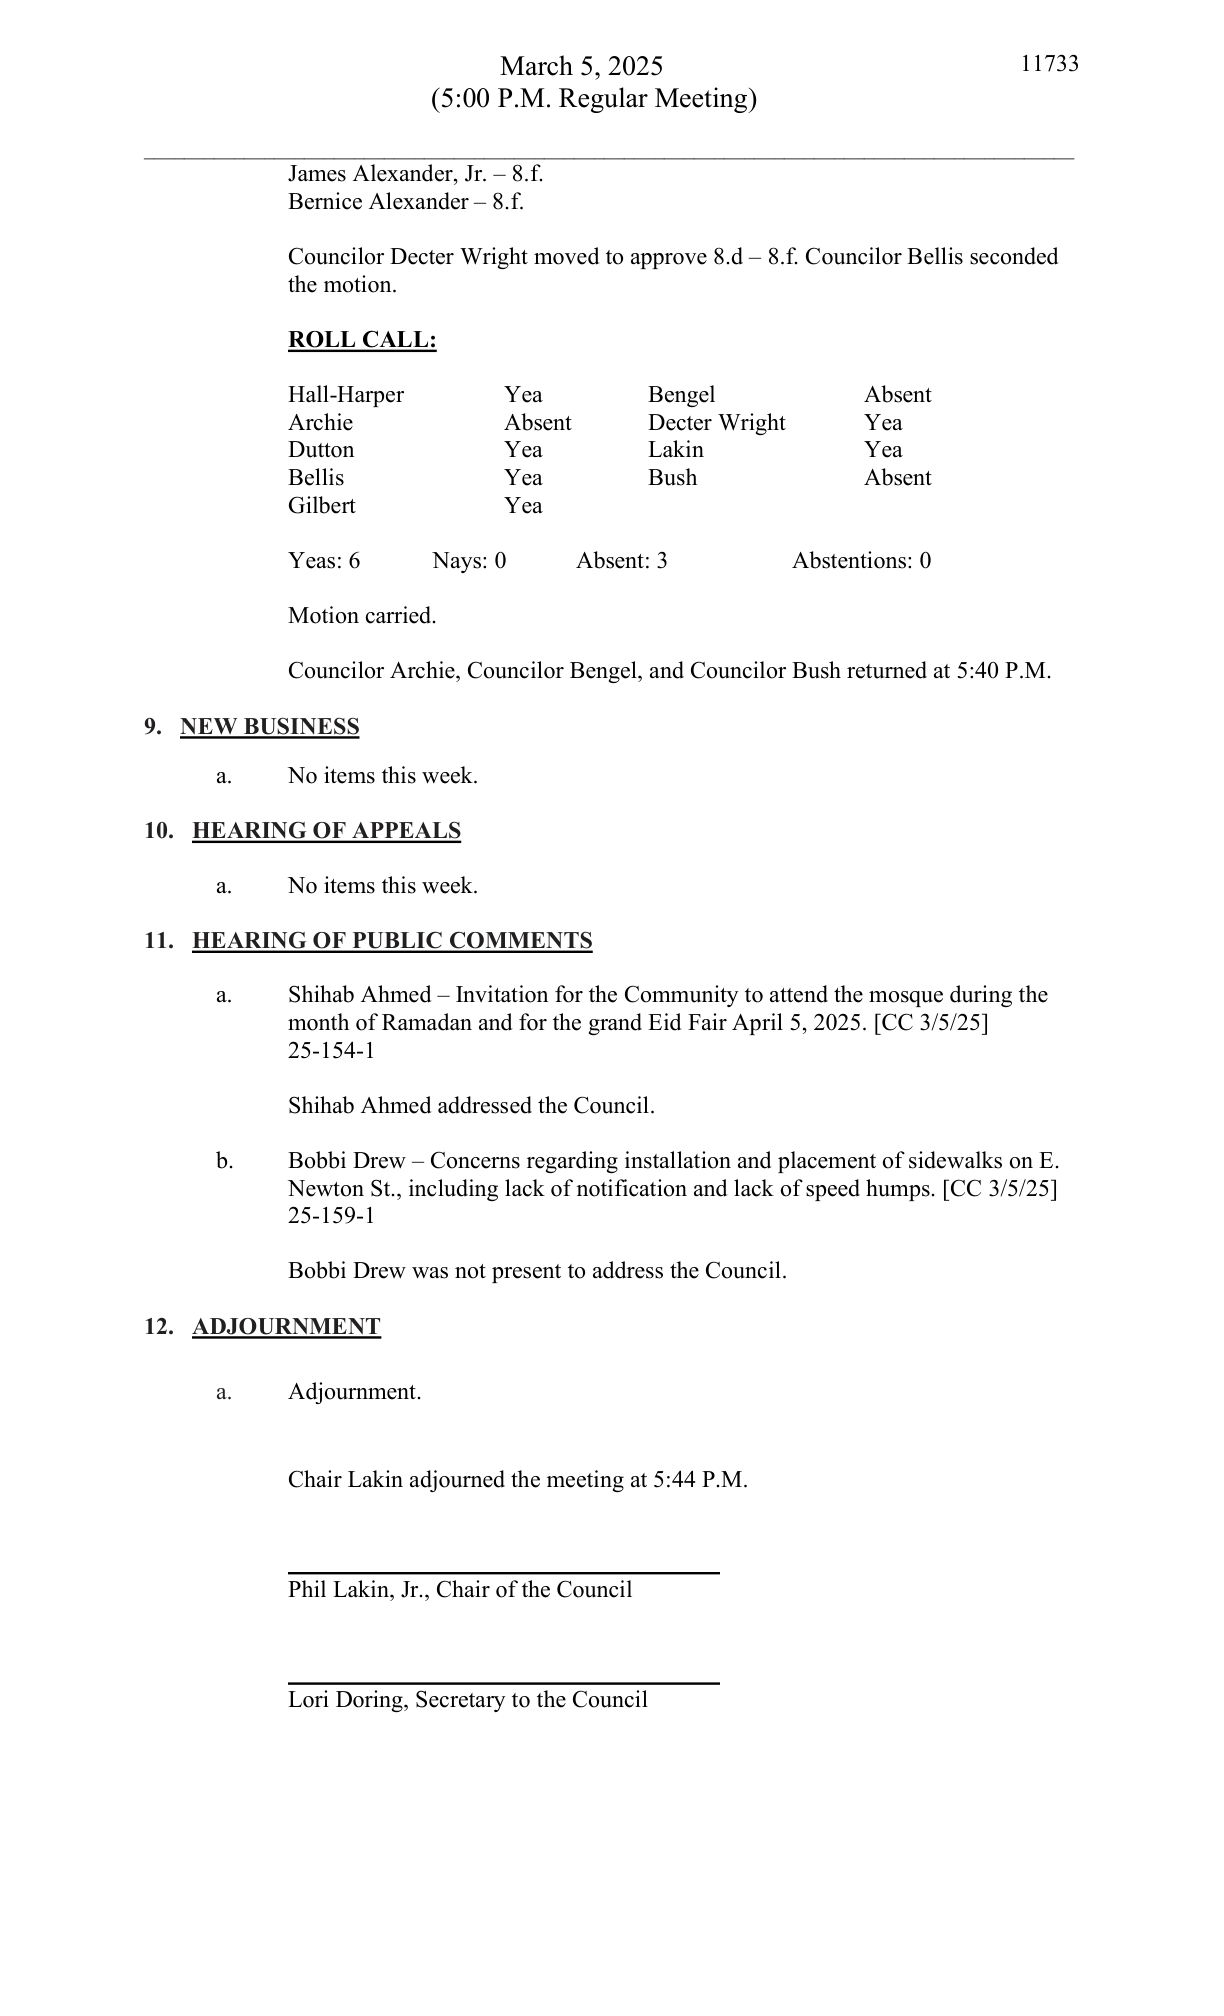 March 5, 2025
11733
(5:00 P.M. Regular Meeting)
James Alexander, Jr. – 8.f.
Bernice Alexander – 8.f.
Councilor Decter Wright moved to approve 8.d – 8.f. Councilor Bellis seconded
the motion.
ROLL CALL:
Hall-Harper Yea Bengel Absent
Archie Absent Decter Wright Yea
Dutton Yea Lakin Yea
Bellis Yea Bush Absent
Gilbert Yea
Yeas: 6 Nays: 0 Absent: 3 Abstentions: 0
Motion carried.
Councilor Archie, Councilor Bengel, and Councilor Bush returned at 5:40 P.M.
9. NEW BUSINESS
a. No items this week.
10. HEARING OF APPEALS
a. No items this week.
11. HEARING OF PUBLIC COMMENTS
a. Shihab Ahmed – Invitation for the Community to attend the mosque during the
month of Ramadan and for the grand Eid Fair April 5, 2025. [CC 3/5/25]
25-154-1
Shihab Ahmed addressed the Council.
b. Bobbi Drew – Concerns regarding installation and placement of sidewalks on E.
Newton St., including lack of notification and lack of speed humps. [CC 3/5/25]
25-159-1
Bobbi Drew was not present to address the Council.
12. ADJOURNMENT
a. Adjournment.
Chair Lakin adjourned the meeting at 5:44 P.M.
Phil Lakin, Jr., Chair of the Council
Lori Doring, Secretary to the Council